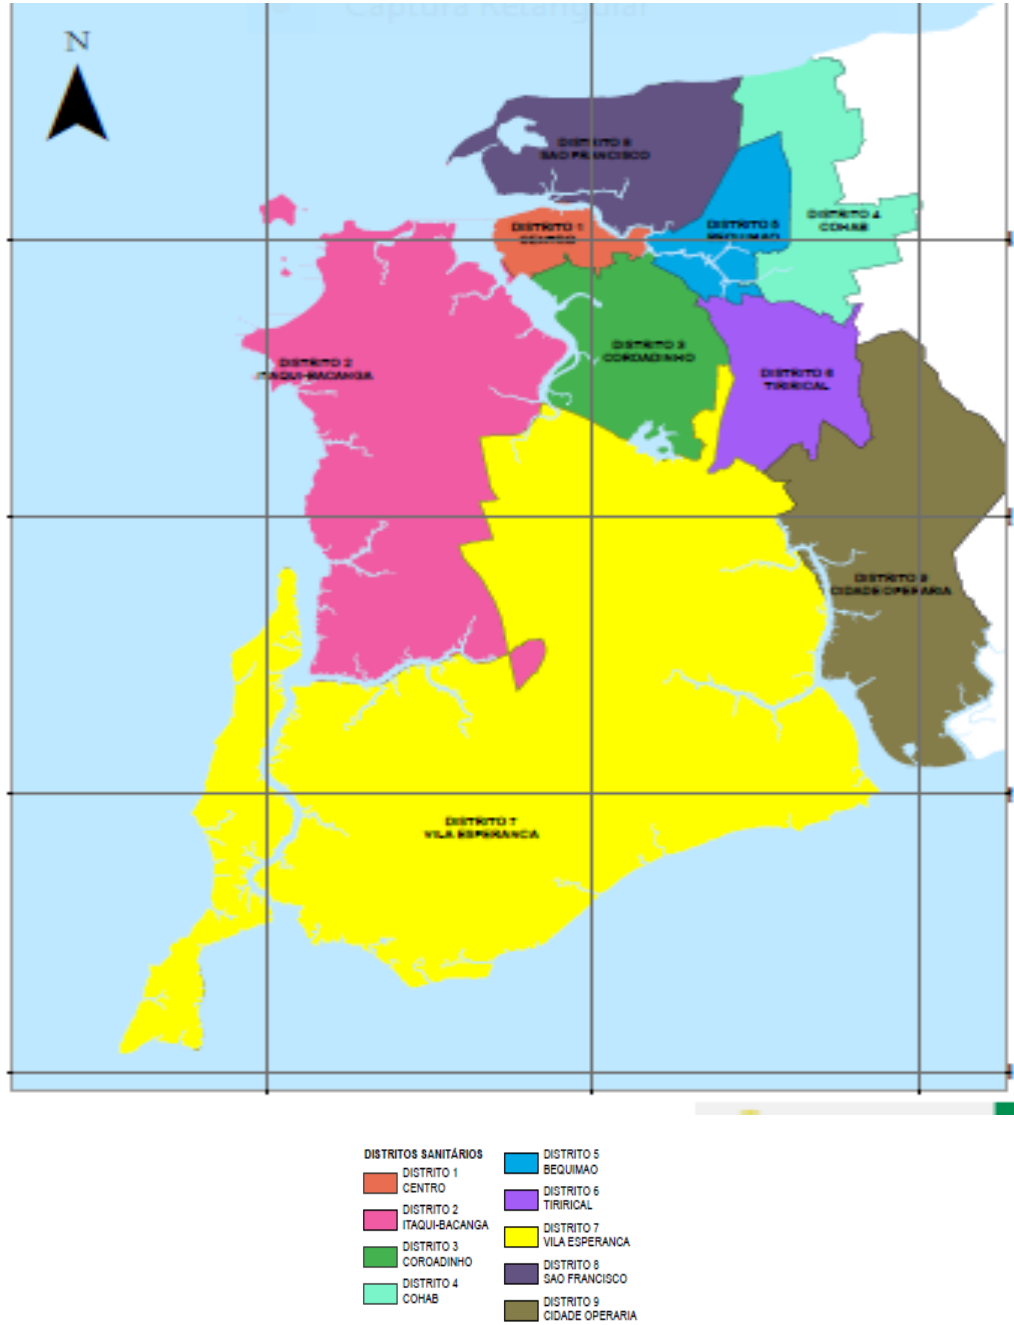 Captura Retangular
N
DISTRITO 8
SAO FRANCISCO
DISTRITO 4
COHAB
DISTRITO 1
CENTRO
DISTRITO 5
BEQUIMAO
DISTRITO 3
COROADINHO
DISTRITO 2
ITAQUI-BACANGA
DISTRITO 6
TIRIRICAL
DISTRITO 9
CIDADE OPERARIA
DISTRITO 7
VILA ESPERANCA
DISTRITOS SANITÁRIOS
DISTRITO 1
CENTRO
DISTRITO 2
ITAQUI-BACANGA
DISTRITO 3
COROADINHO
DISTRITO 4
COHAB
DISTRITO 5
BEQUIMAO
DISTRITO 6
TIRIRICAL
DISTRITO 7
VILA ESPERANCA
DISTRITO 8
SAO FRANCISCO
DISTRITO 9
CIDADE OPERARIA